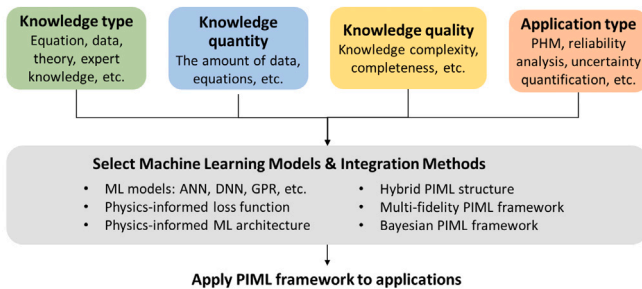 Knowledge type
Equation, data,
theory, expert
knowledge, etc.
Knowledge
quantity
The amount of data,
equations, etc.
Knowledge quality
Knowledge complexity,
completeness, etc.
Application type
PHM, reliability
analysis, uncertainty
quantification, etc.
Select Machine Learning Models & Integration Methods
• ML models: ANN, DNN, GPR, etc.
• Physics-informed loss function
• Physics-informed ML architecture
• Hybrid PIML structure
• Multi-fidelity PIML framework
• Bayesian PIML framework
Apply PIML framework to applications